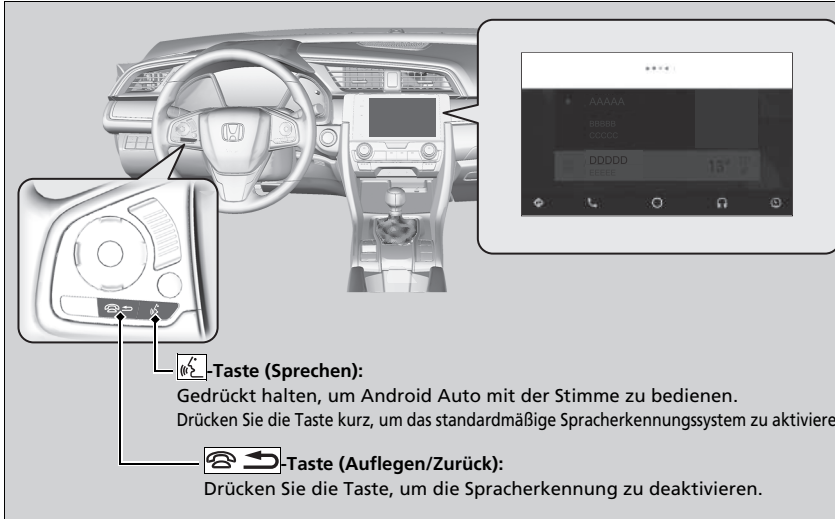 AAAAA
BBBBB
CCCCC
DDDDD
EEEEE
13°
-Taste (Sprechen):
Gedrückt halten, um Android Auto mit der Stimme zu bedienen.
Drücken Sie die Taste kurz, um das standardmäßige Spracherkennungssystem zu aktiviere
-Taste (Auflegen/Zurück):
Drücken Sie die Taste, um die Spracherkennung zu deaktivieren.